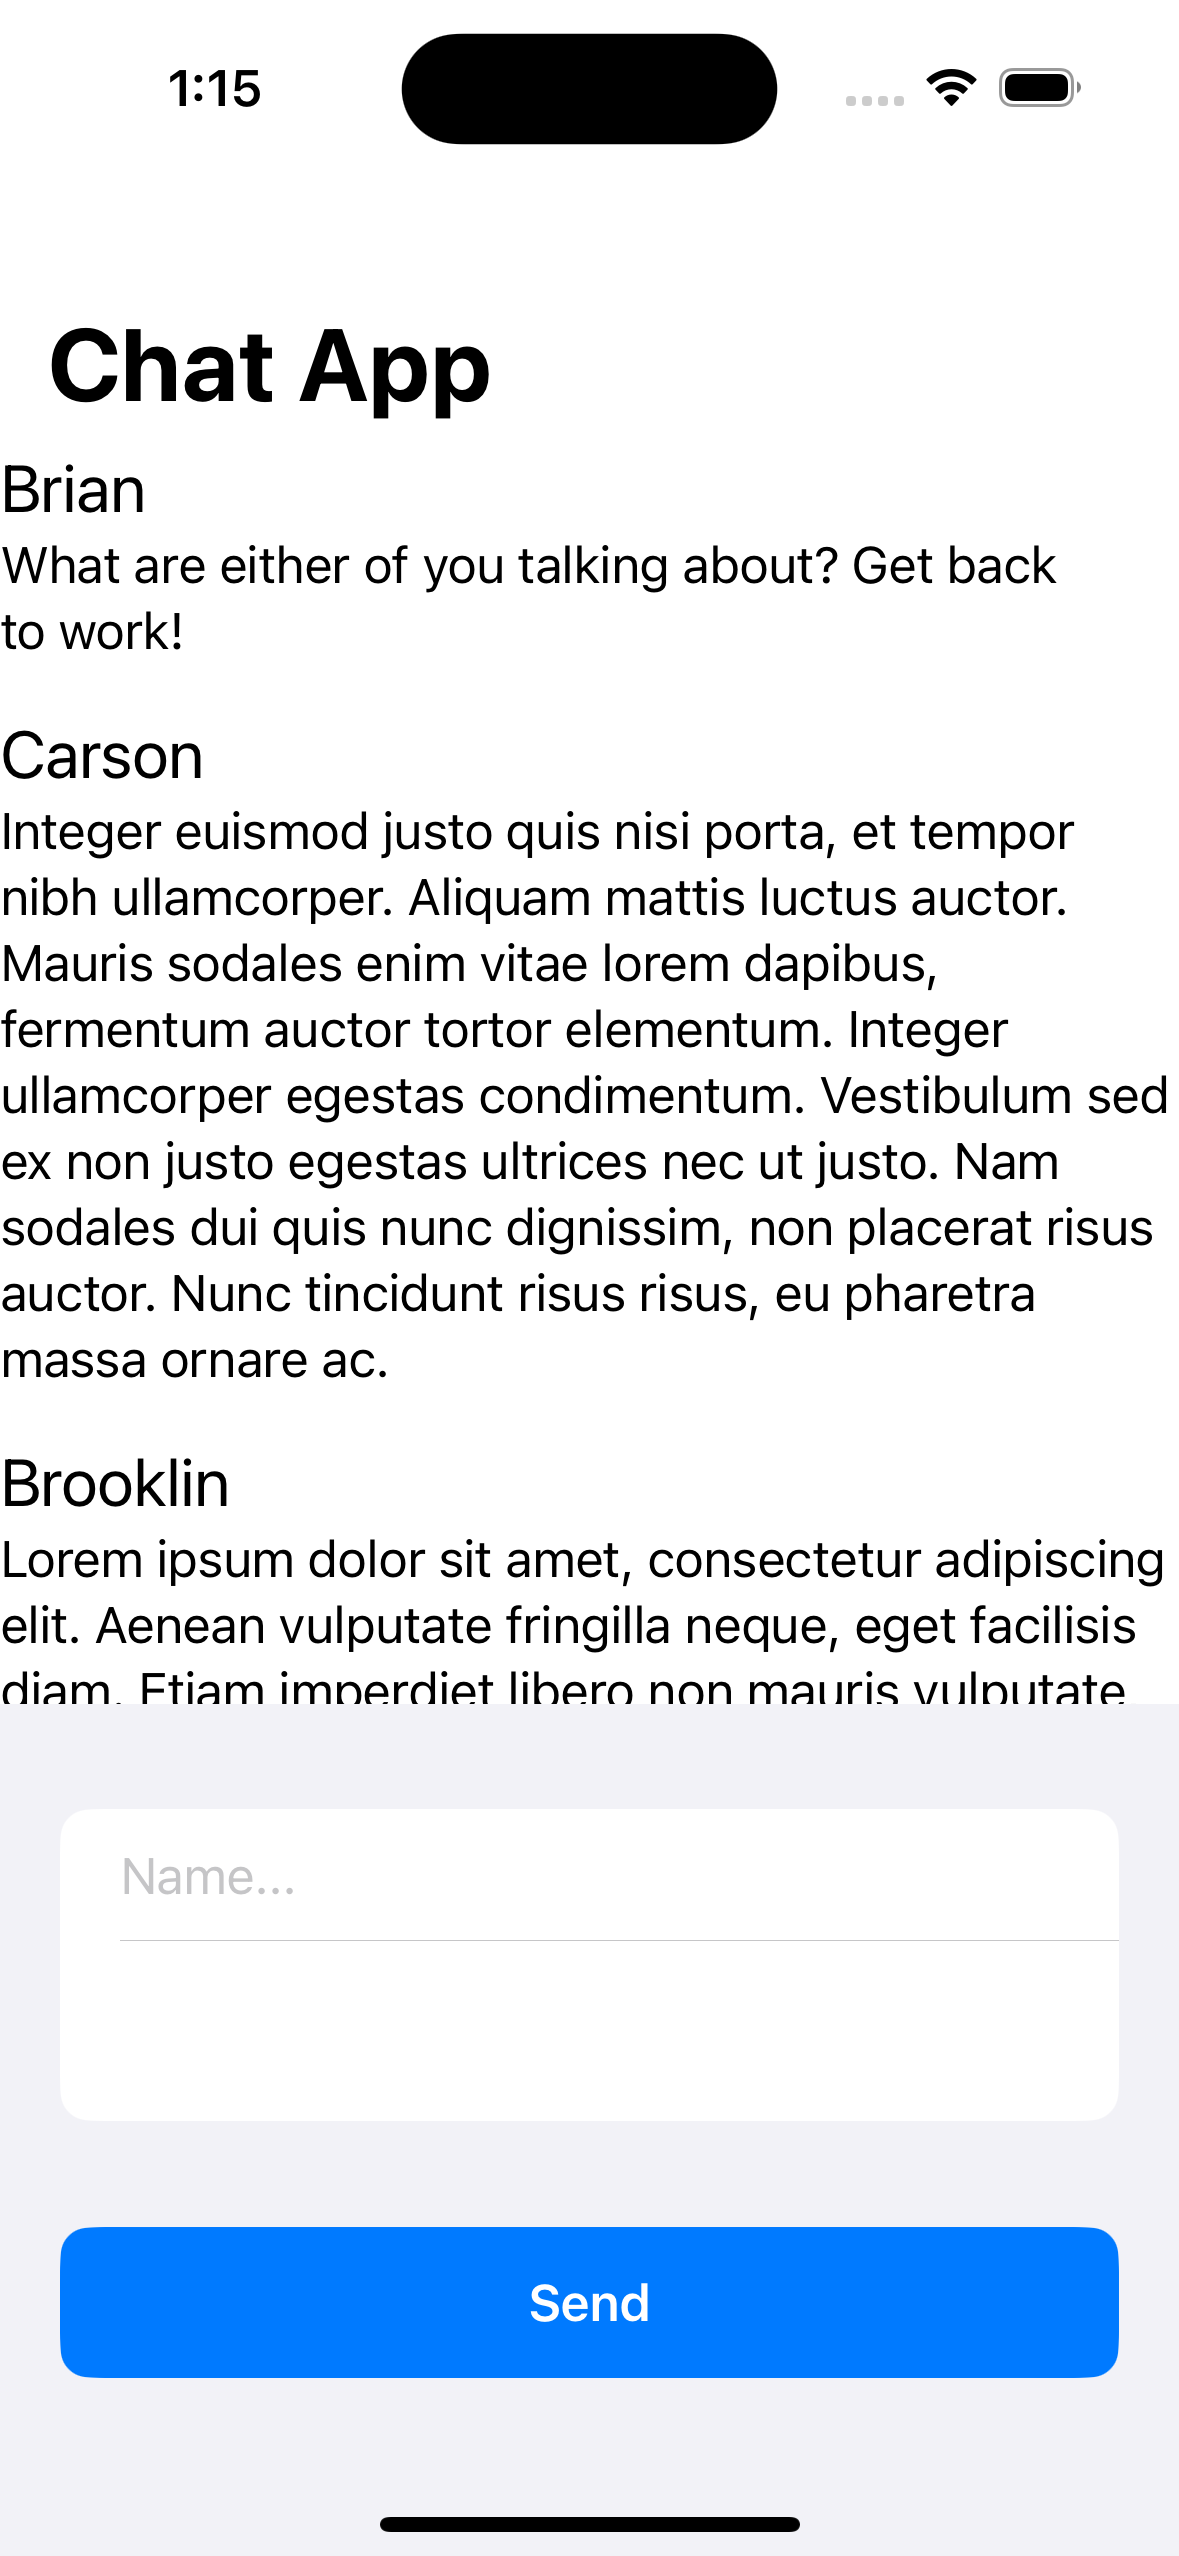 1:15
Chat App
Brian
What are either of you talking about? Get back
to work!
Carson
Integer euismod justo quis nisi porta, et tempor
nibh ullamcorper. Aliquam mattis luctus auctor.
Mauris sodales enim vitae lorem dapibus,
fermentum auctor tortor elementum. Integer
ullamcorper egestas condimentum. Vestibulum sed
ex non justo egestas ultrices nec ut justo. Nam
sodales dui quis nunc dignissim, non placerat risus
auctor. Nunc tincidunt risus risus, eu pharetra
massa ornare ac.
Brooklin
Lorem ipsum dolor sit amet, consectetur adipiscing
elit. Aenean vulputate fringilla neque, eget facilisis
diam. Etiam imperdiet libero non mauris vulputate
Name...
Send